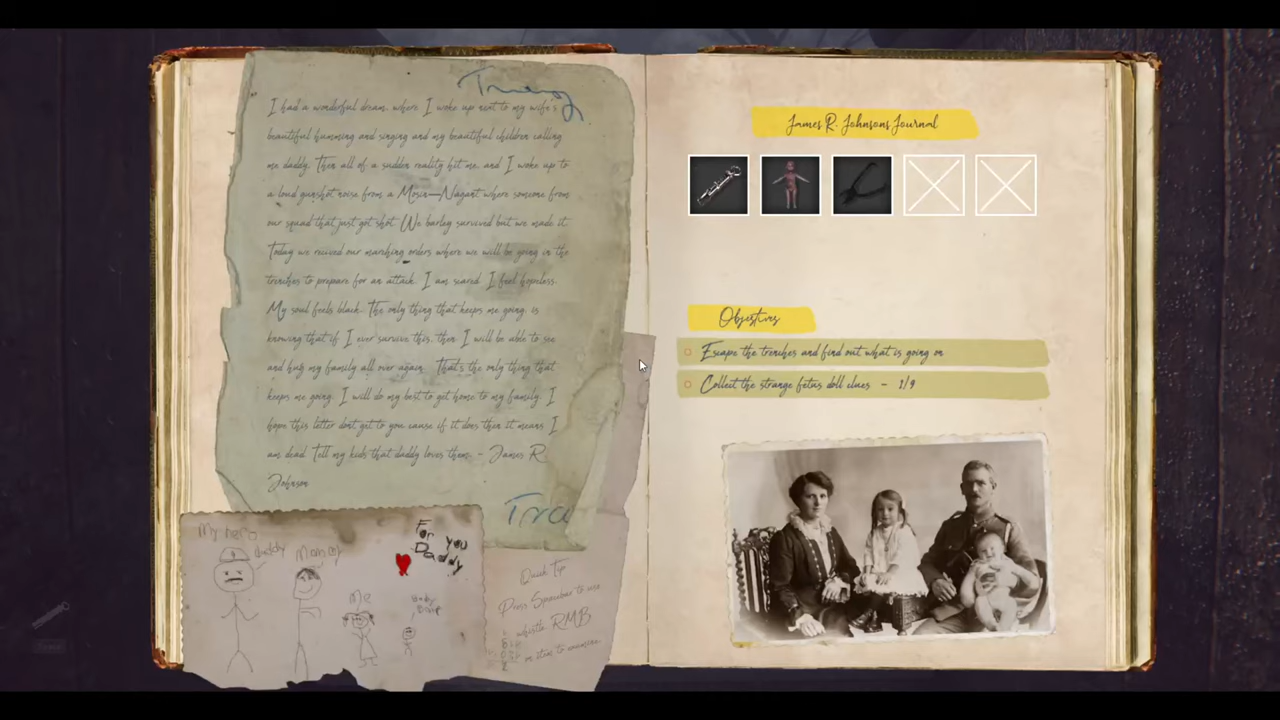 I had a wonderful dream, where I woke up next to my wife's
beautiful humming and singing and my beautiful children calling
me daddy. Then all of a sudden reality hit me, and I woke up to
a loud gunshot noise from a Mosin–Nagant where someone from
our squad that just got shot. We barley survived but we made it.
Today we recived our marching orders where we will be going in the
trenches to prepare for an attack. I am scared. I feel hopeless.
My soul feels black. The only thing that keeps me going, is
knowing that if I ever survive this, then I will be able to see
and hug my family all over again. That's the only thing that
keeps me going. I will do my best to get home to my family. I
hope this letter dont get to you cause if it does then it means I
am dead. Tell my kids that daddy loves them. - James R.
Johnson
My hero
daddy
Mommy
Me
Baby
For you
Daddy
Quick Tip
Press Spacebar to use
whistle. RMB
on item to examine.
James R. Johnsons Journal
Objectives
Escape the trenches and find out what is going on
Collect the strange fetus doll clues - 1/9